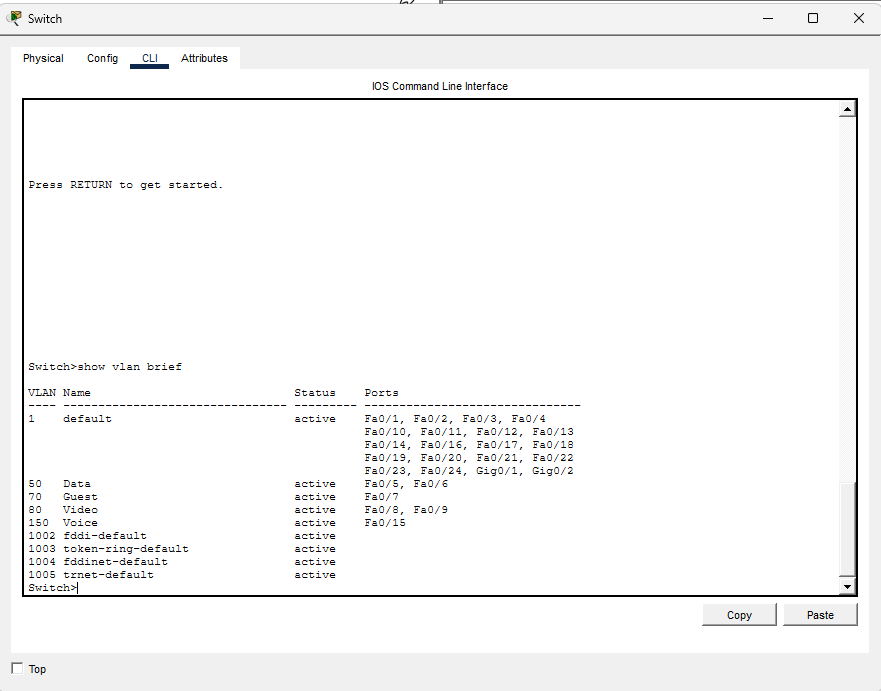 Switch
Physical Config CLI Attributes
IOS Command Line Interface
Press RETURN to get started.
Switch>show vlan brief
VLAN Name                             Status    Ports
---- -------------------------------- --------- -------------------------------
1    default                          active    Fa0/1, Fa0/2, Fa0/3, Fa0/4
                                                Fa0/10, Fa0/11, Fa0/12, Fa0/13
                                                Fa0/14, Fa0/16, Fa0/17, Fa0/18
                                                Fa0/19, Fa0/20, Fa0/21, Fa0/22
                                                Fa0/23, Fa0/24, Gig0/1, Gig0/2
50   Data                             active    Fa0/5, Fa0/6
70   Guest                            active    Fa0/7
80   Video                            active    Fa0/8, Fa0/9
150  Voice                            active    Fa0/15
1002 fddi-default                     active
1003 token-ring-default               active
1004 fddinet-default                  active
1005 trnet-default                    active
Switch>
Copy Paste
Top